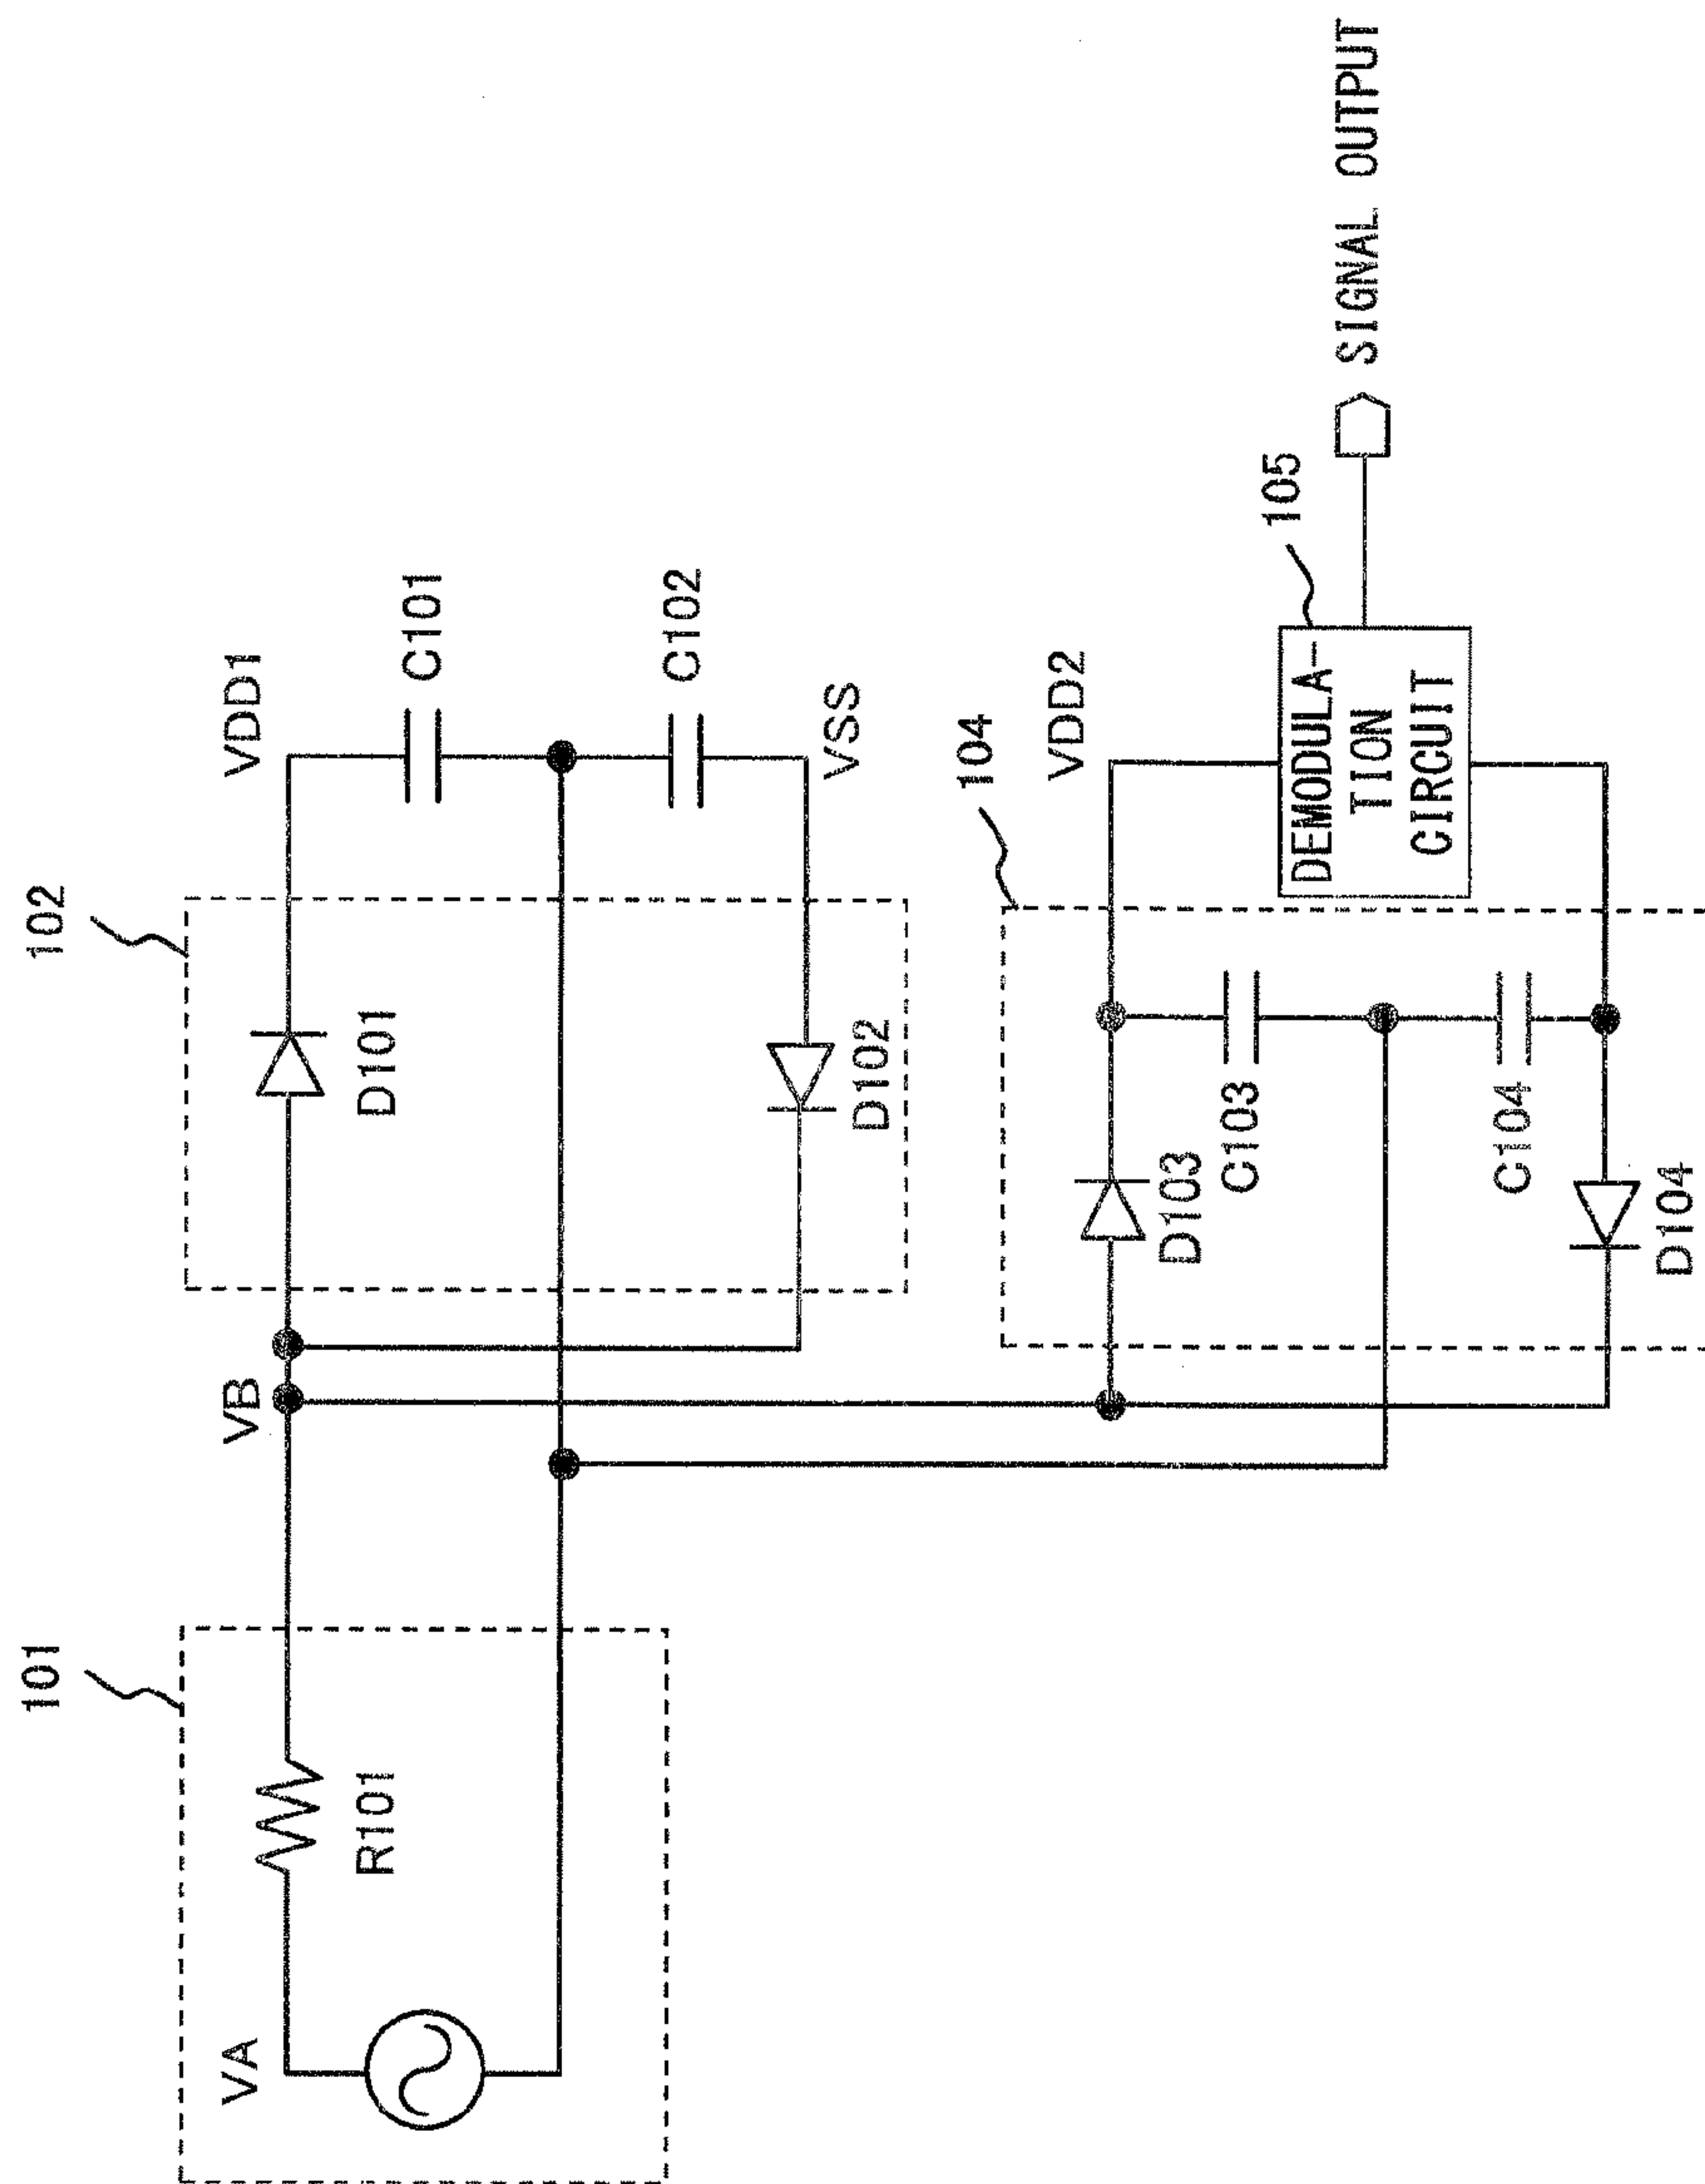 101
VA
R101
VB
102
D101
D102
VDD1
C101
C102
VSS
104
D103
C103
C104
D104
VDD2
105
DEMODULA-
TION
CIRCUIT
SIGNAL OUTPUT